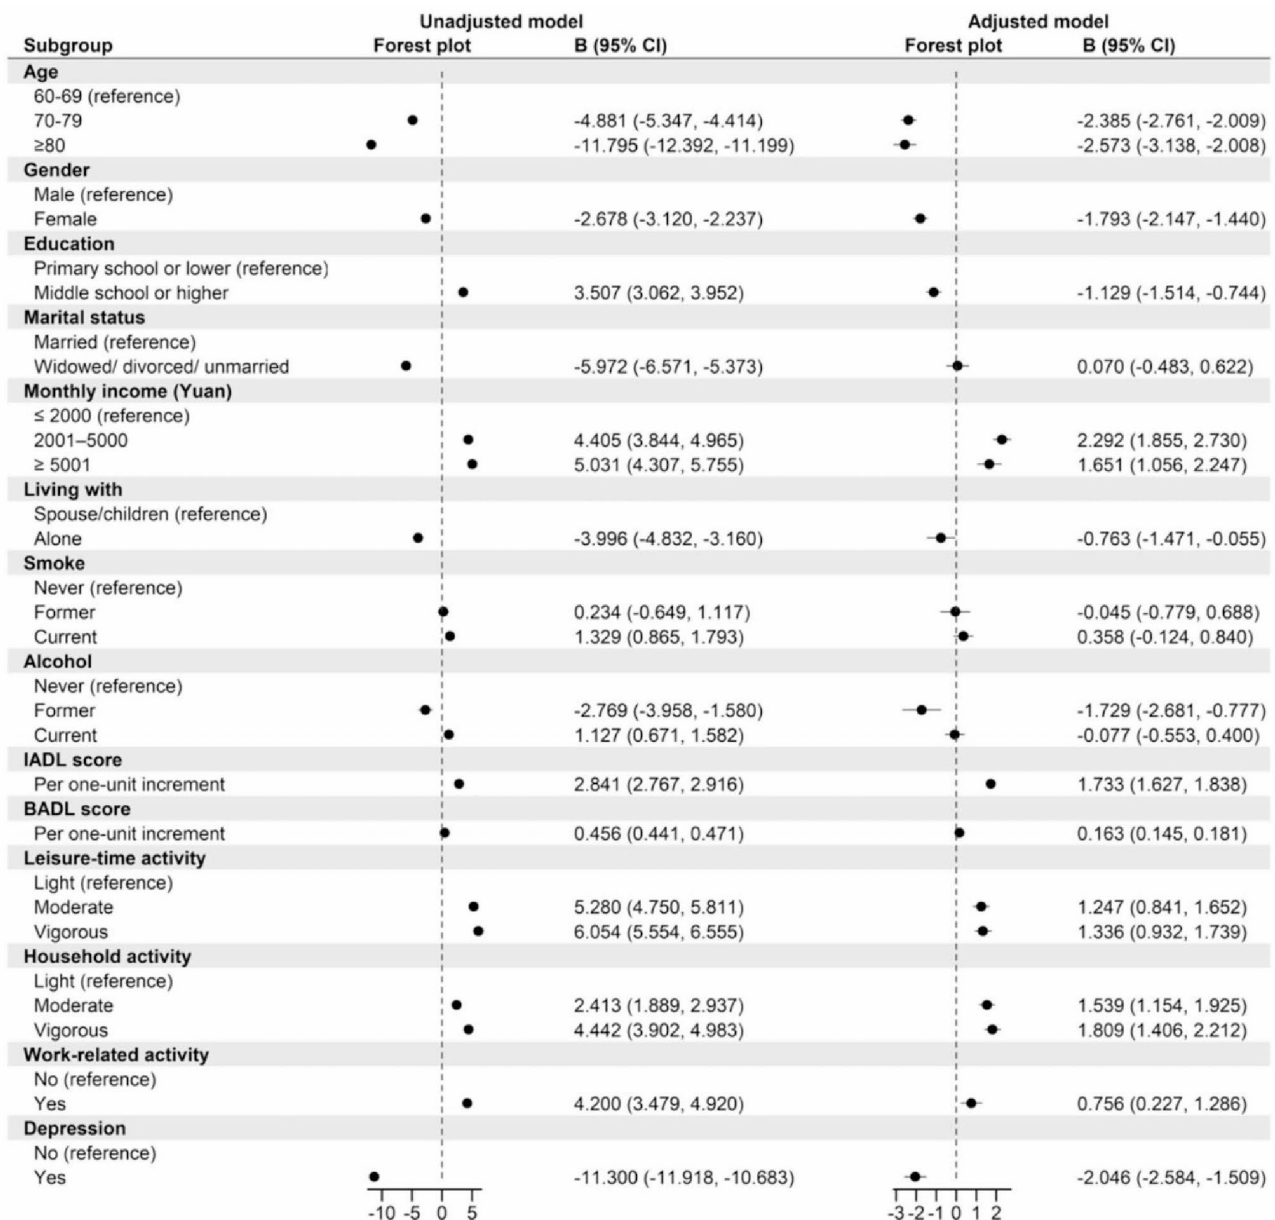 Unadjusted model Adjusted model
Subgroup Forest plot B (95% CI) Forest plot B (95% CI)
Age
60-69 (reference)
70-79 -4.881 (-5.347, -4.414) -2.385 (-2.761, -2.009)
≥80 -11.795 (-12.392, -11.199) -2.573 (-3.138, -2.008)
Gender
Male (reference)
Female -2.678 (-3.120, -2.237) -1.793 (-2.147, -1.440)
Education
Primary school or lower (reference)
Middle school or higher 3.507 (3.062, 3.952) -1.129 (-1.514, -0.744)
Marital status
Married (reference)
Widowed/ divorced/ unmarried -5.972 (-6.571, -5.373) 0.070 (-0.483, 0.622)
Monthly income (Yuan)
≤ 2000 (reference)
2001–5000 4.405 (3.844, 4.965) 2.292 (1.855, 2.730)
≥ 5001 5.031 (4.307, 5.755) 1.651 (1.056, 2.247)
Living with
Spouse/children (reference)
Alone -3.996 (-4.832, -3.160) -0.763 (-1.471, -0.055)
Smoke
Never (reference)
Former 0.234 (-0.649, 1.117) -0.045 (-0.779, 0.688)
Current 1.329 (0.865, 1.793) 0.358 (-0.124, 0.840)
Alcohol
Never (reference)
Former -2.769 (-3.958, -1.580) -1.729 (-2.681, -0.777)
Current 1.127 (0.671, 1.582) -0.077 (-0.553, 0.400)
IADL score
Per one-unit increment 2.841 (2.767, 2.916) 1.733 (1.627, 1.838)
BADL score
Per one-unit increment 0.456 (0.441, 0.471) 0.163 (0.145, 0.181)
Leisure-time activity
Light (reference)
Moderate 5.280 (4.750, 5.811) 1.247 (0.841, 1.652)
Vigorous 6.054 (5.554, 6.555) 1.336 (0.932, 1.739)
Household activity
Light (reference)
Moderate 2.413 (1.889, 2.937) 1.539 (1.154, 1.925)
Vigorous 4.442 (3.902, 4.983) 1.809 (1.406, 2.212)
Work-related activity
No (reference)
Yes 4.200 (3.479, 4.920) 0.756 (0.227, 1.286)
Depression
No (reference)
Yes -11.300 (-11.918, -10.683) -2.046 (-2.584, -1.509)
-10 -5 0 5 -3 -2 -1 0 1 2